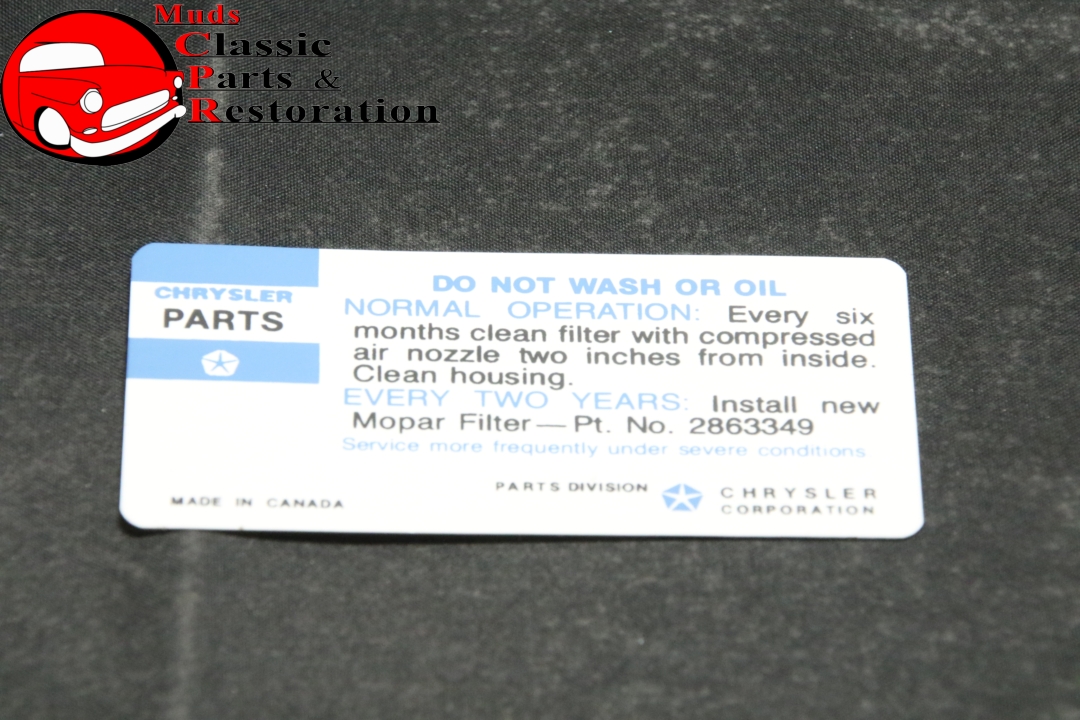 Muds
Classic
Parts &
Restoration
CHRYSLER
PARTS
DO NOT WASH OR OIL
NORMAL OPERATION: Every six
months clean filter with compressed
air nozzle two inches from inside.
Clean housing.
EVERY TWO YEARS: Install new
Mopar Filter — Pt. No. 2863349
Service more frequently under severe conditions.
MADE IN CANADA
PARTS DIVISION
CHRYSLER
CORPORATION